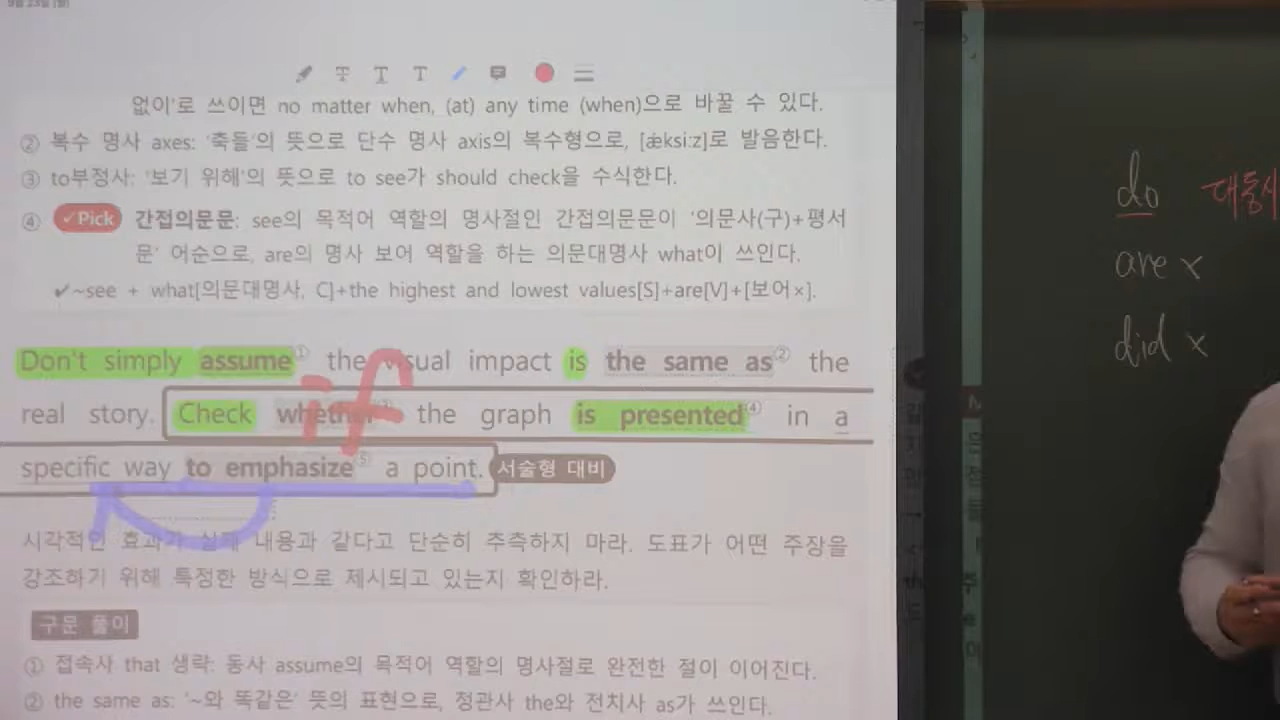 없이'로 쓰이면 no matter when, (at) any time (when)으로 바꿀 수 있다.
② 복수 명사 axes: '축들'의 뜻으로 단수 명사 axis의 복수형으로, [ǽksi:z]로 발음한다.
③ to부정사: '보기 위해'의 뜻으로 to see가 should check을 수식한다.
④ ✓Pick 간접의문문: see의 목적어 역할의 명사절인 간접의문문이 '의문사(구)+평서
문' 어순으로, are의 명사 보어 역할을 하는 의문대명사 what이 쓰인다.
✔~see + what[의문대명사, C]+the highest and lowest values[S]+are[V]+[보어×].
Don't simply assume① the visual impact is the same as② the
if
real story. Check whether③ the graph is presented④ in a
specific way to emphasize⑤ a point. 서술형 대비
시각적인 효과가 실제 내용과 같다고 단순히 추측하지 마라. 도표가 어떤 주장을
강조하기 위해 특정한 방식으로 제시되고 있는지 확인하라.
구문 풀이
① 접속사 that 생략: 동사 assume의 목적어 역할의 명사절로 완전한 절이 이어진다.
② the same as: '~와 똑같은' 뜻의 표현으로, 정관사 the와 전치사 as가 쓰인다.
do 대동사
are x
did x